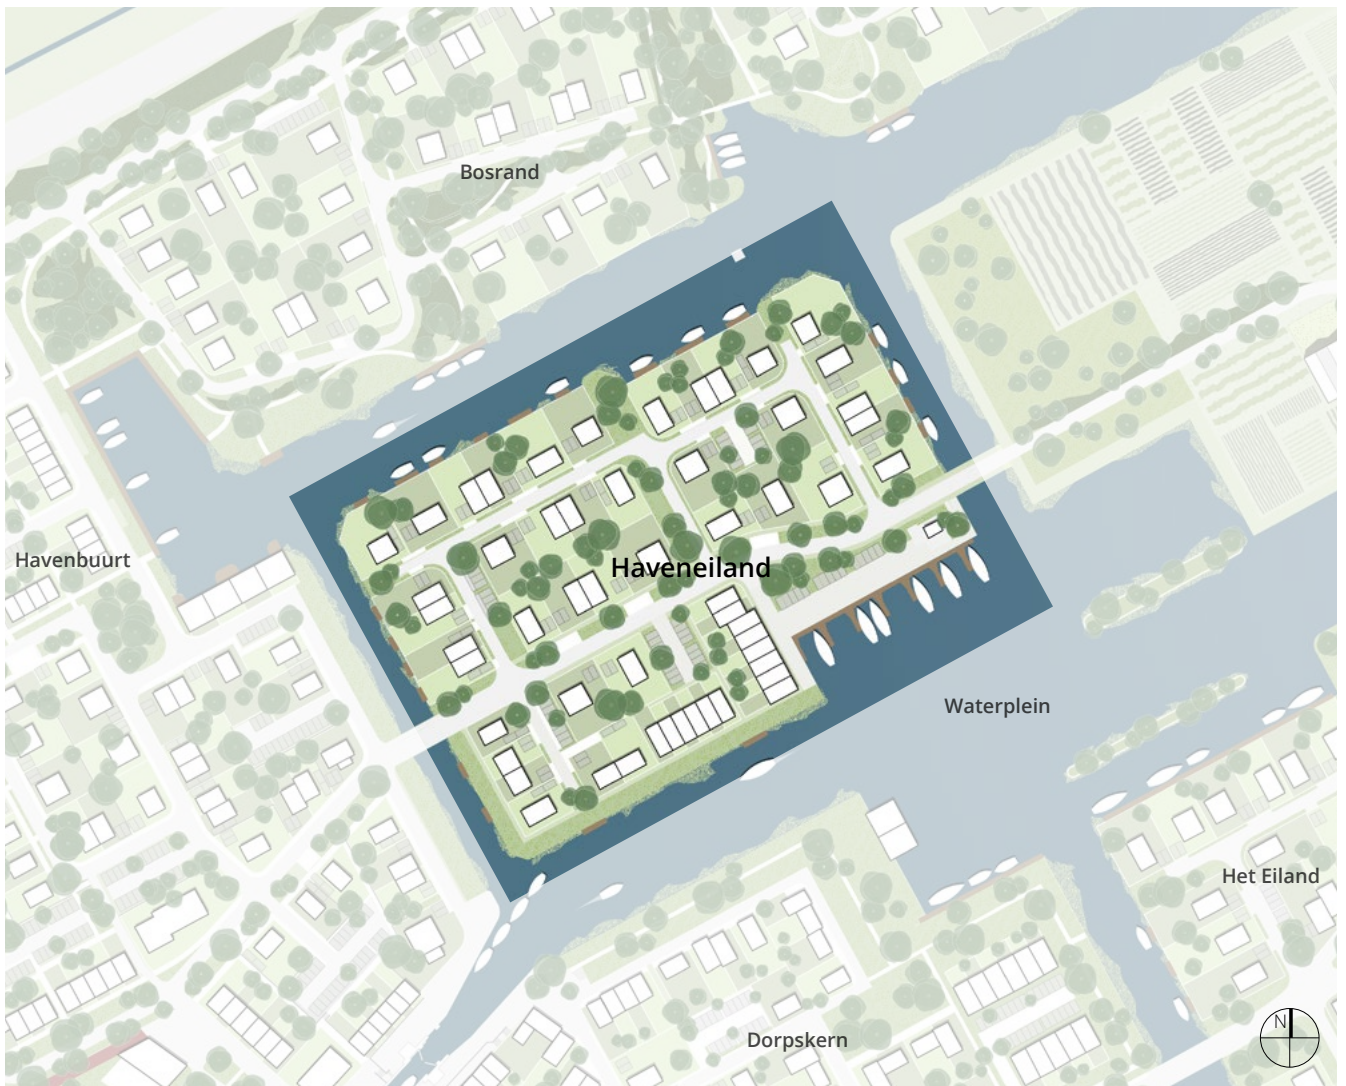 Bosrand
Havenbuurt
Haveneiland
Waterplein
Het Eiland
Dorpskern
N